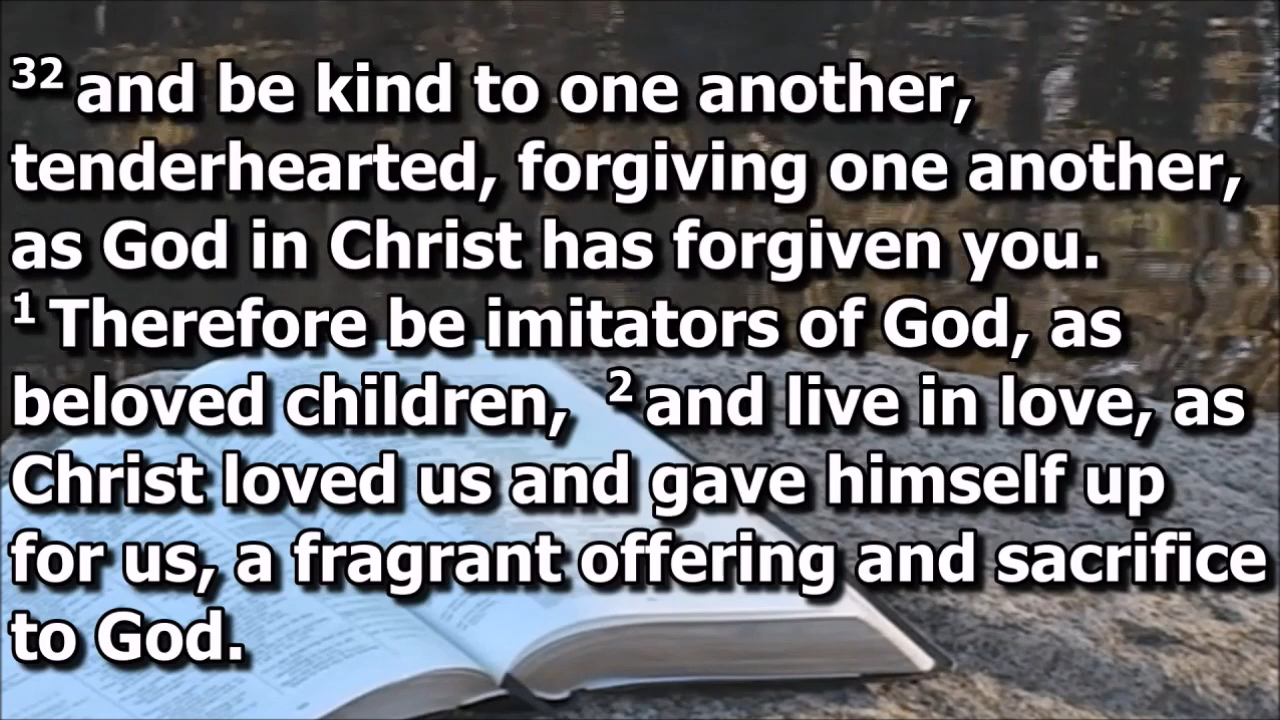 32 and be kind to one another,
tenderhearted, forgiving one another,
as God in Christ has forgiven you.
1 Therefore be imitators of God, as
beloved children, 2 and live in love, as
Christ loved us and gave himself up
for us, a fragrant offering and sacrifice
to God.